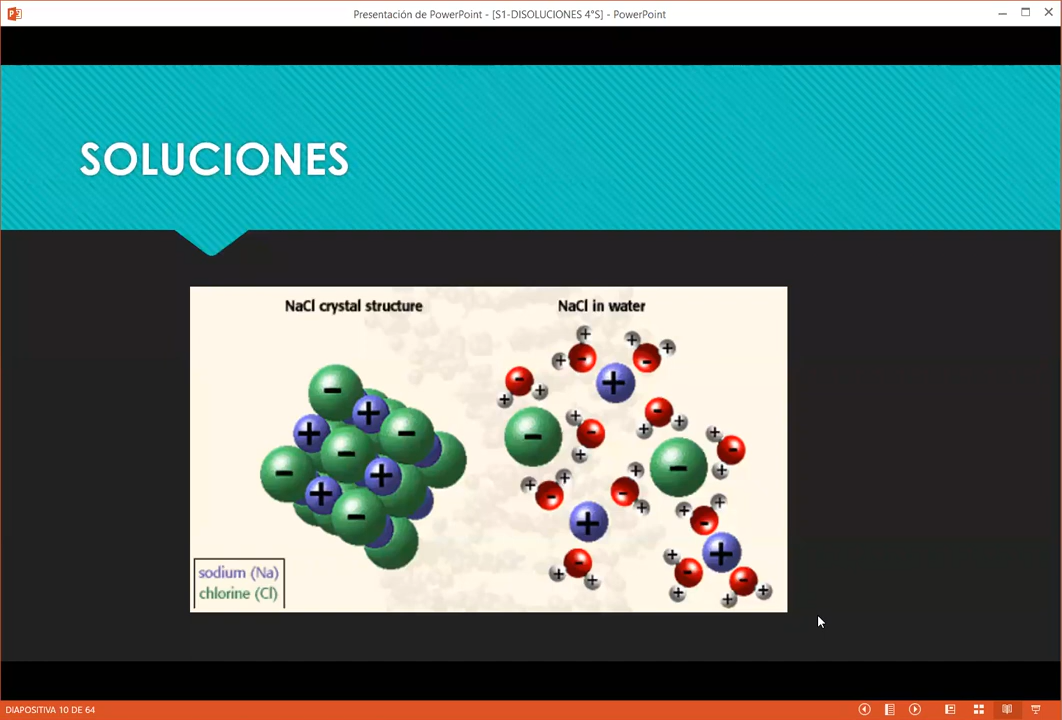 Presentación de PowerPoint - [S1-DISOLUCIONES 4°S] - PowerPoint
SOLUCIONES
NaCl crystal structure
NaCl in water
sodium (Na)
chlorine (Cl)
DIAPOSITIVA 10 DE 64